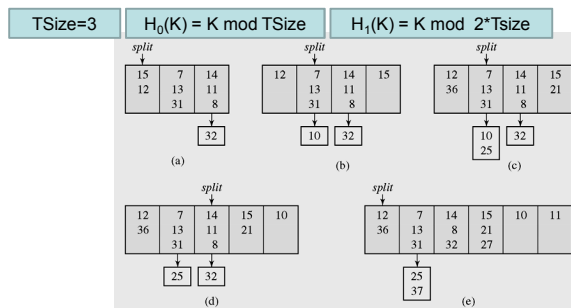 TSize=3 H₀(K) = K mod TSize H₁(K) = K mod 2*Tsize
split split split
15 7 14 12 7 14 15 12 7 14 15
12 13 11 13 11 36 13 11 21
31 8 31 8 31 8
32 10 32 10 32
25
(a) (b) (c)
split split
12 7 14 15 10 12 7 14 15 10 11
36 13 11 21 36 13 8 21
31 8 31 32 27
25 32 25
37
(d) (e)